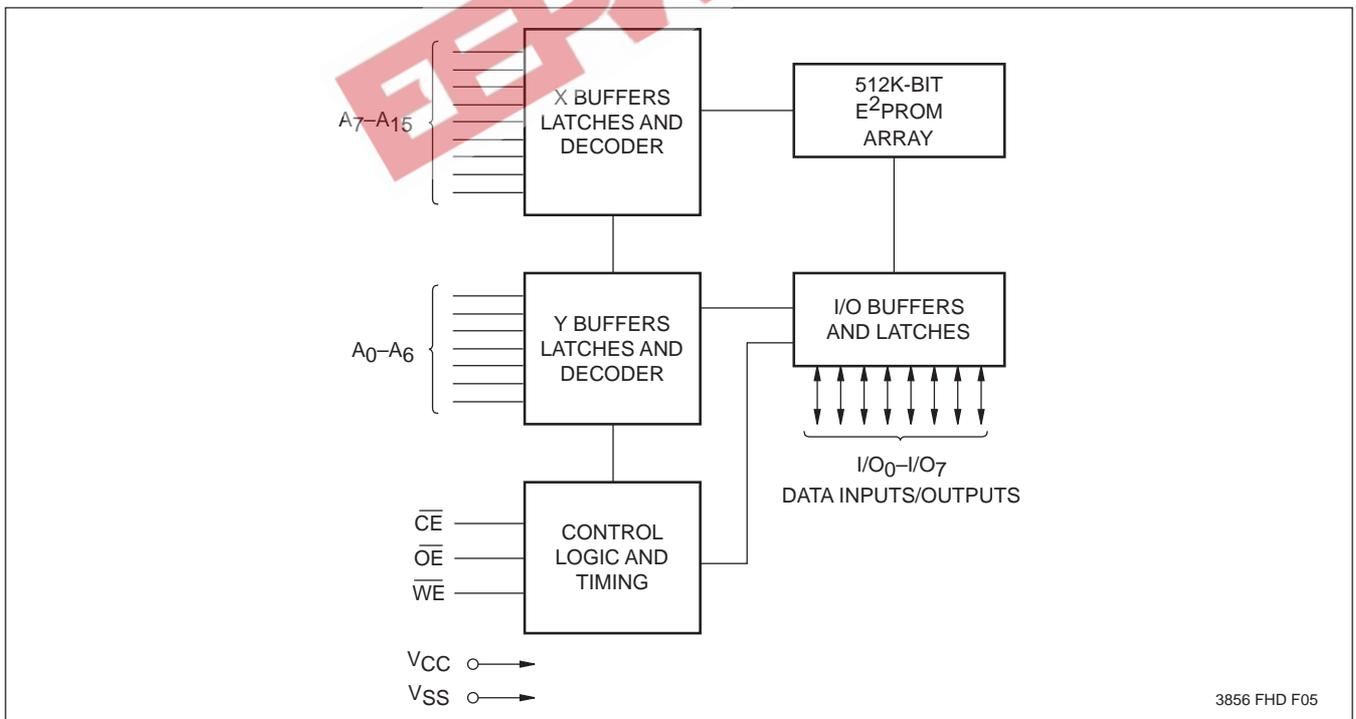 A7–A15
X BUFFERS
LATCHES AND
DECODER
512K-BIT
E2PROM
ARRAY
A0–A6
Y BUFFERS
LATCHES AND
DECODER
I/O BUFFERS
AND LATCHES
I/O0–I/O7
DATA INPUTS/OUTPUTS
CE
OE
WE
CONTROL
LOGIC AND
TIMING
VCC
VSS
3856 FHD F05